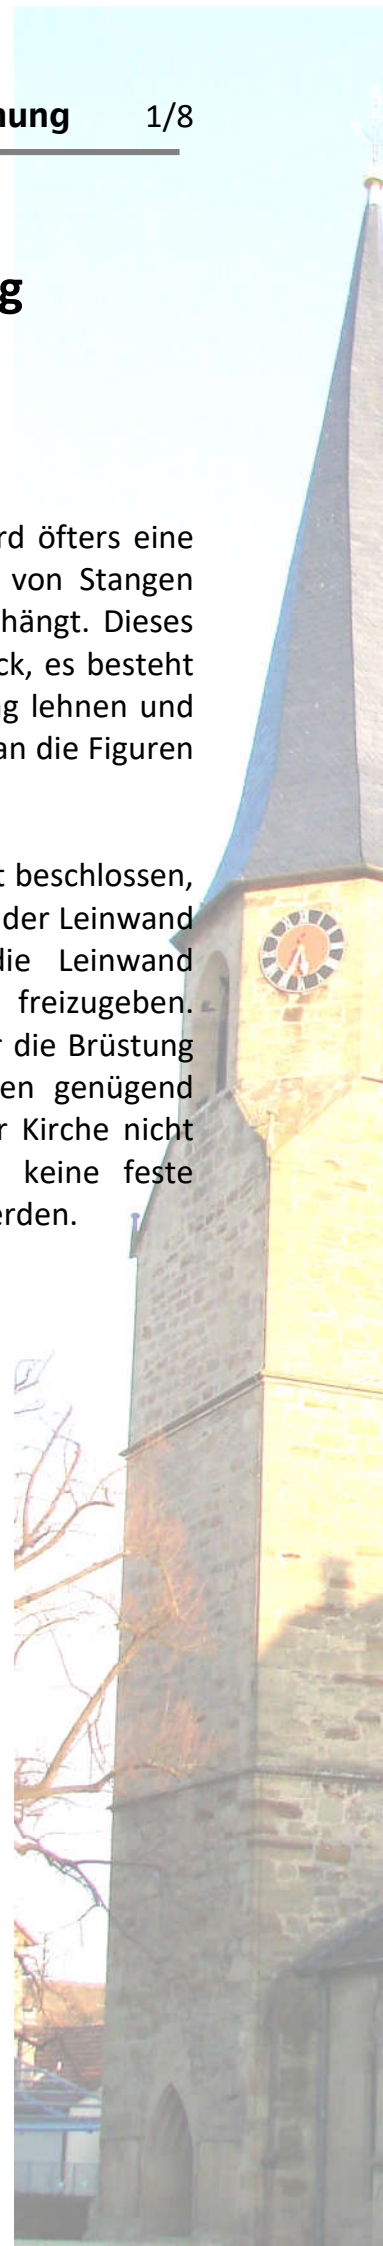 nung 1/8
g
rd öfters eine
von Stangen
hängt. Dieses
ck, es besteht
ng lehnen und
an die Figuren
t beschlossen,
der Leinwand
die Leinwand
freizugeben.
r die Brüstung
en genügend
r Kirche nicht
keine feste
erden.